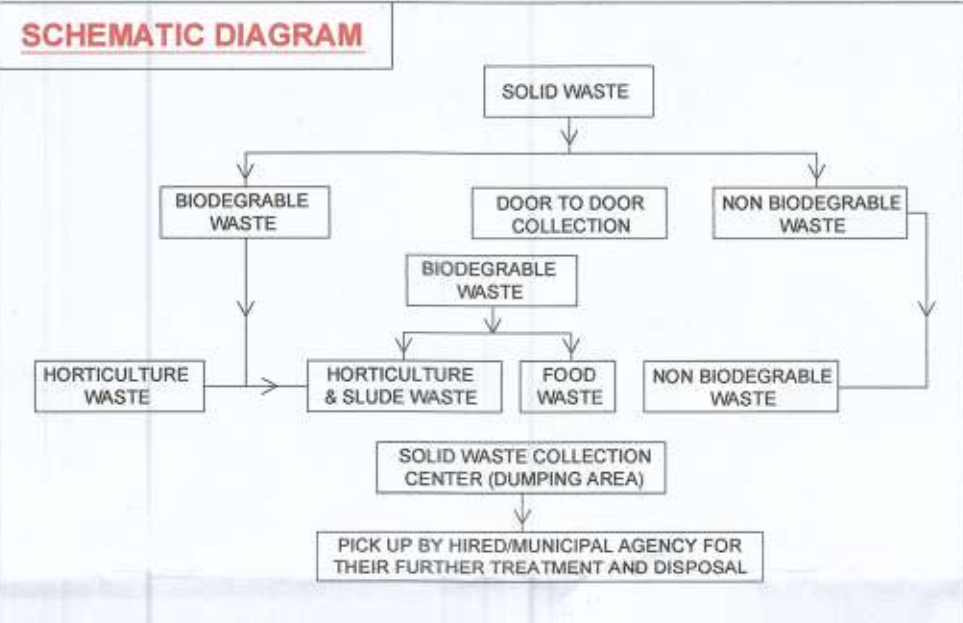 SCHEMATIC DIAGRAM
SOLID WASTE
BIODEGRABLE
WASTE
DOOR TO DOOR
COLLECTION
NON BIODEGRABLE
WASTE
BIODEGRABLE
WASTE
HORTICULTURE
WASTE
HORTICULTURE
& SLUDE WASTE
FOOD
WASTE
NON BIODEGRABLE
WASTE
SOLID WASTE COLLECTION
CENTER (DUMPING AREA)
PICK UP BY HIRED/MUNICIPAL AGENCY FOR
THEIR FURTHER TREATMENT AND DISPOSAL